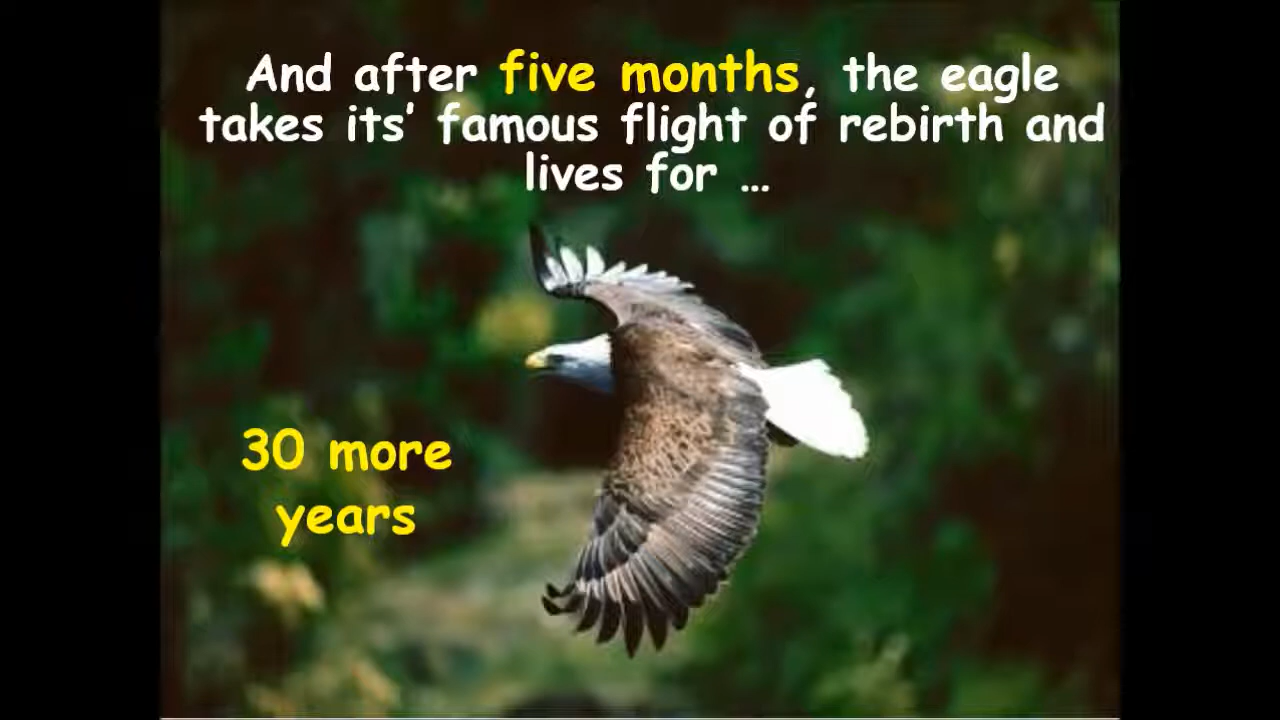 And after five months, the eagle
takes its’ famous flight of rebirth and
lives for …
30 more
years